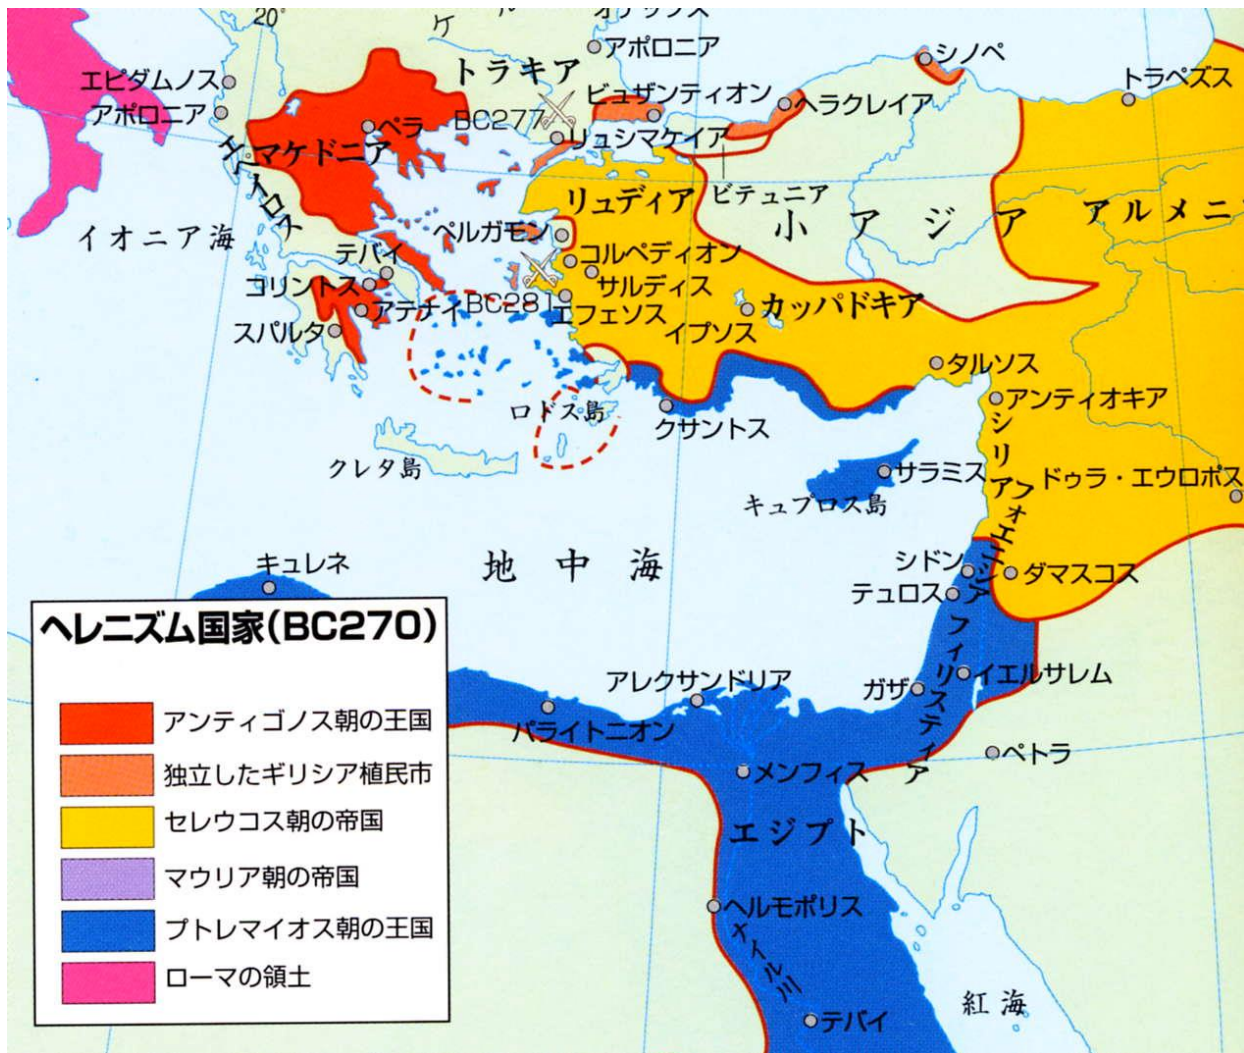 20°
アポロニア
シノペ
エピダムノス
トラキア
トラペズス
ビュザンティオン
ヘラクレイア
アポロニア
BC277
ペラ
リュシマケイア
マケドニア
エペイロス
ビテュニア
リュディア
小アジア
アルメニ
イオニア海
ペルガモン
テバイ
コルペディオン
コリントス
サルディス
アテナイ
BC281
カッパドキア
エフェソス
スパルタ
イプソス
タルソス
アンティオキア
ロドス島
クサントス
シリア
クレタ島
サラミス
ドゥラ・エウロポス
キュプロス島
フォエニシア
地中海
キュレネ
シドン
ダマスコス
テュロス
フィリスティア
ヘレニズム国家(BC270)
アンティゴノス朝の王国
独立したギリシア植民市
セレウコス朝の帝国
マウリア朝の帝国
プトレマイオス朝の王国
ローマの領土
アレクサンドリア
ガザ
イエルサレム
パライトニオン
ペトラ
メンフィス
エジプト
ヘルモポリス
ナイル川
紅海
テバイ